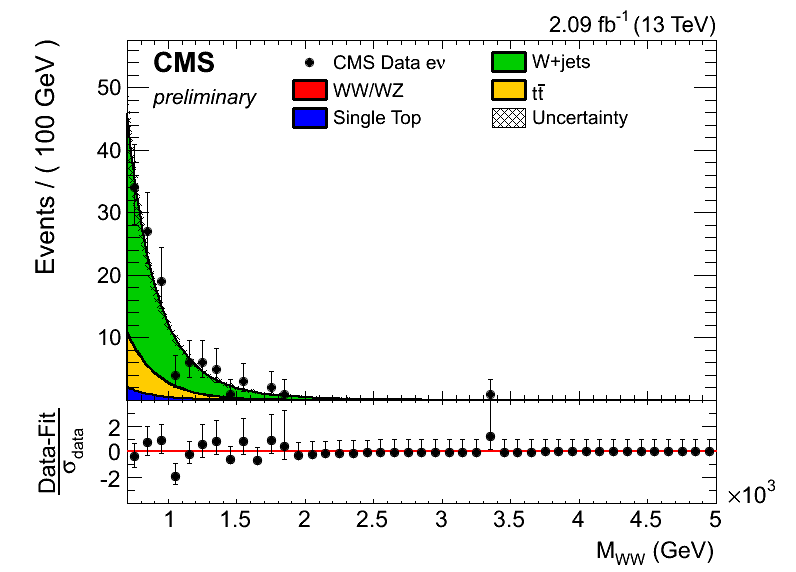 2.09 fb⁻¹ (13 TeV)
CMS
preliminary
CMS Data eν
WW/WZ
Single Top
W+jets
tt̅
Uncertainty
Events / ( 100 GeV )
50
40
30
20
10
Data-Fit
σdata
2
0
-2
1 1.5 2 2.5 3 3.5 4 4.5 5
×10³
M_WW (GeV)